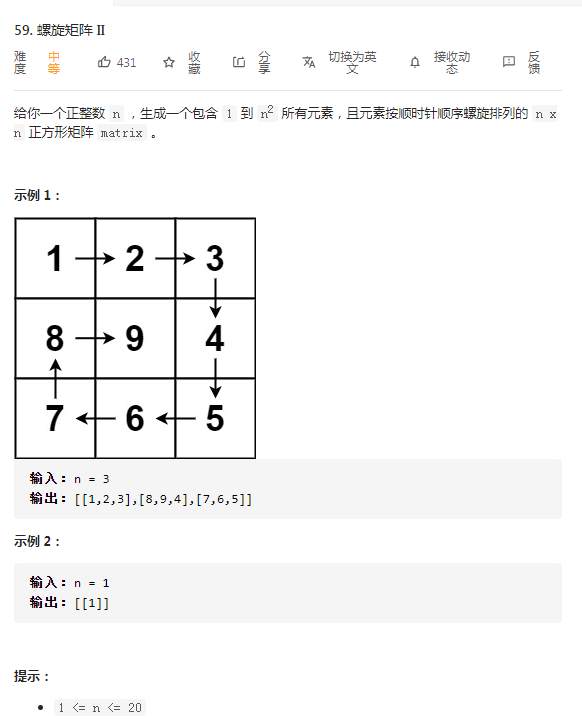 59. 螺旋矩阵 II
难度 中等 431 收藏 分享 切换为英文 接收动态 反馈
给你一个正整数 n ，生成一个包含 1 到 n² 所有元素，且元素按顺时针顺序螺旋排列的 n x
n 正方形矩阵 matrix 。
示例 1：
1 2 3
8 9 4
7 6 5
输入：n = 3
输出：[[1,2,3],[8,9,4],[7,6,5]]
示例 2：
输入：n = 1
输出：[[1]]
提示：
1 <= n <= 20